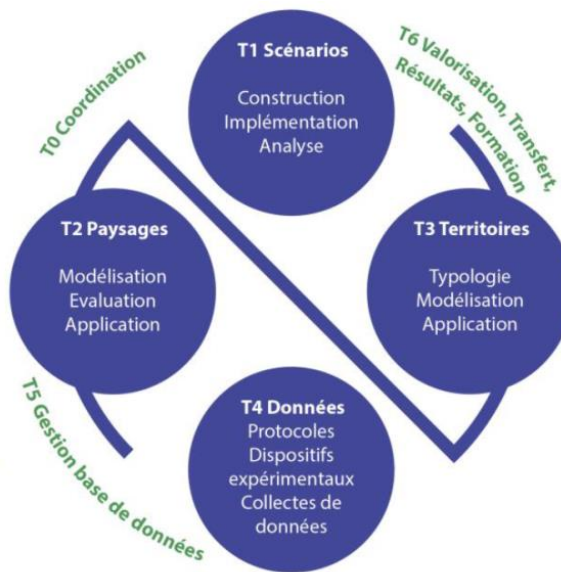 T0 Coordination
T1 Scénarios
Construction
Implémentation
Analyse
T6 Valorisation, Transfert,
Résultats, Formation
T2 Paysages
Modélisation
Evaluation
Application
T3 Territoires
Typologie
Modélisation
Application
T4 Données
Protocoles
Dispositifs
expérimentaux
Collectes de
données
T5 Gestion base de données